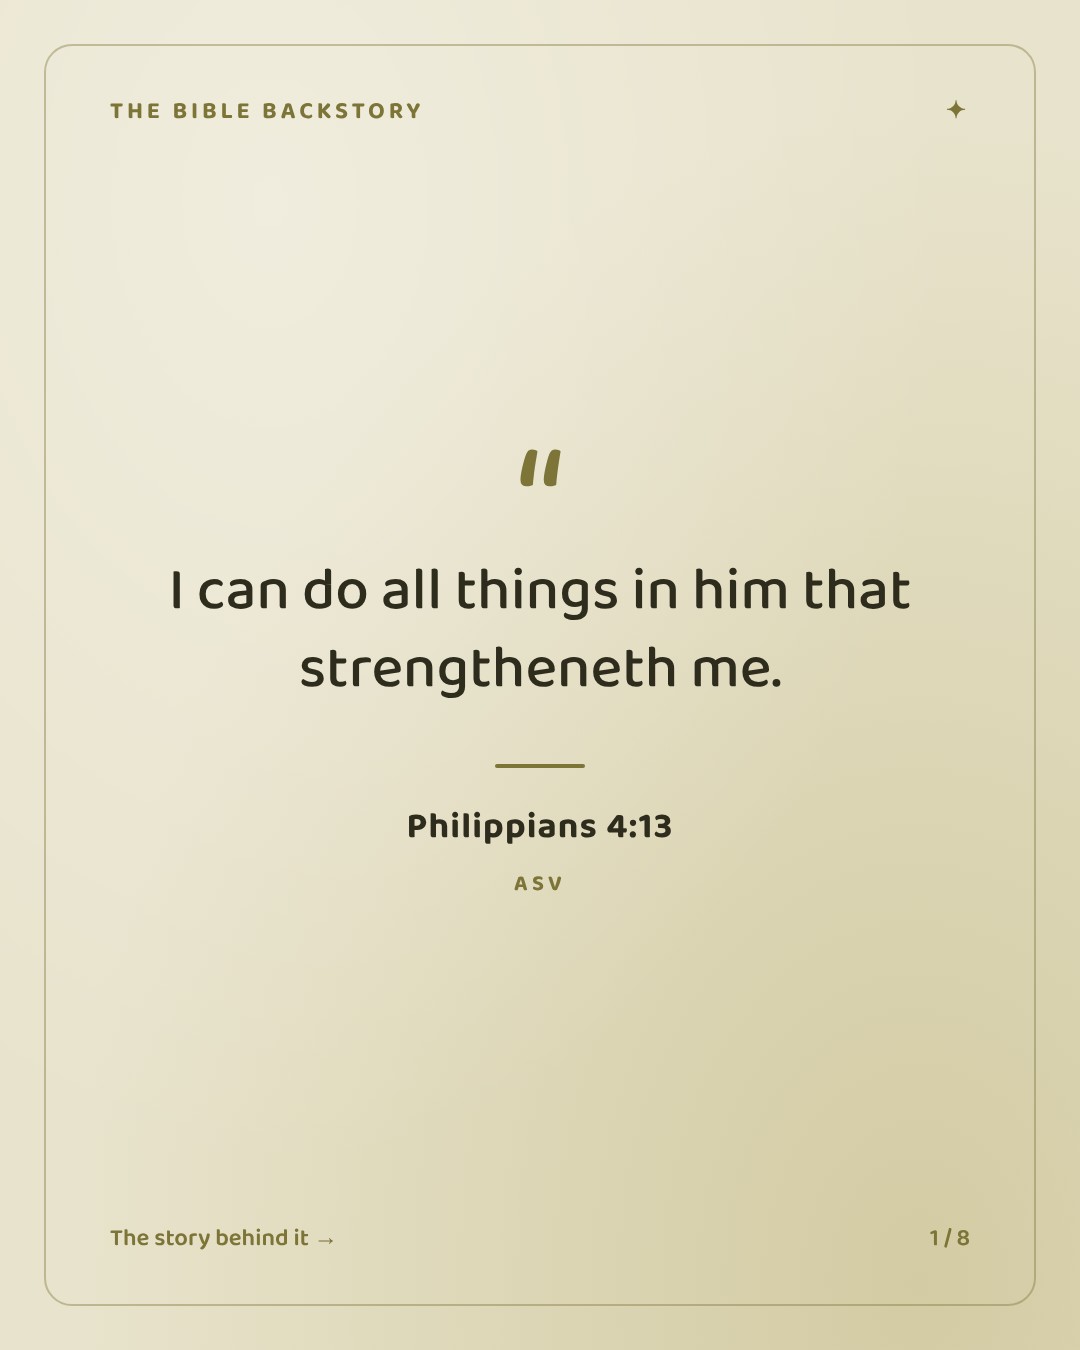 THE BIBLE BACKSTORY ✦
“
I can do all things in him that
strengtheneth me.
Philippians 4:13
ASV
The story behind it →
1 / 8